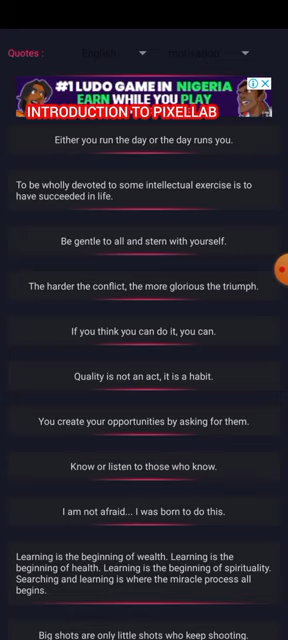 Quotes :
English
motivation
#1 LUDO GAME IN NIGERIA
EARN WHILE YOU PLAY
INTRODUCTION TO PIXELLAB
Either you run the day or the day runs you.
To be wholly devoted to some intellectual exercise is to
have succeeded in life.
Be gentle to all and stern with yourself.
The harder the conflict, the more glorious the triumph.
If you think you can do it, you can.
Quality is not an act, it is a habit.
You create your opportunities by asking for them.
Know or listen to those who know.
I am not afraid... I was born to do this.
Learning is the beginning of wealth. Learning is the
beginning of health. Learning is the beginning of spirituality.
Searching and learning is where the miracle process all
begins.
Big shots are only little shots who keep shooting.